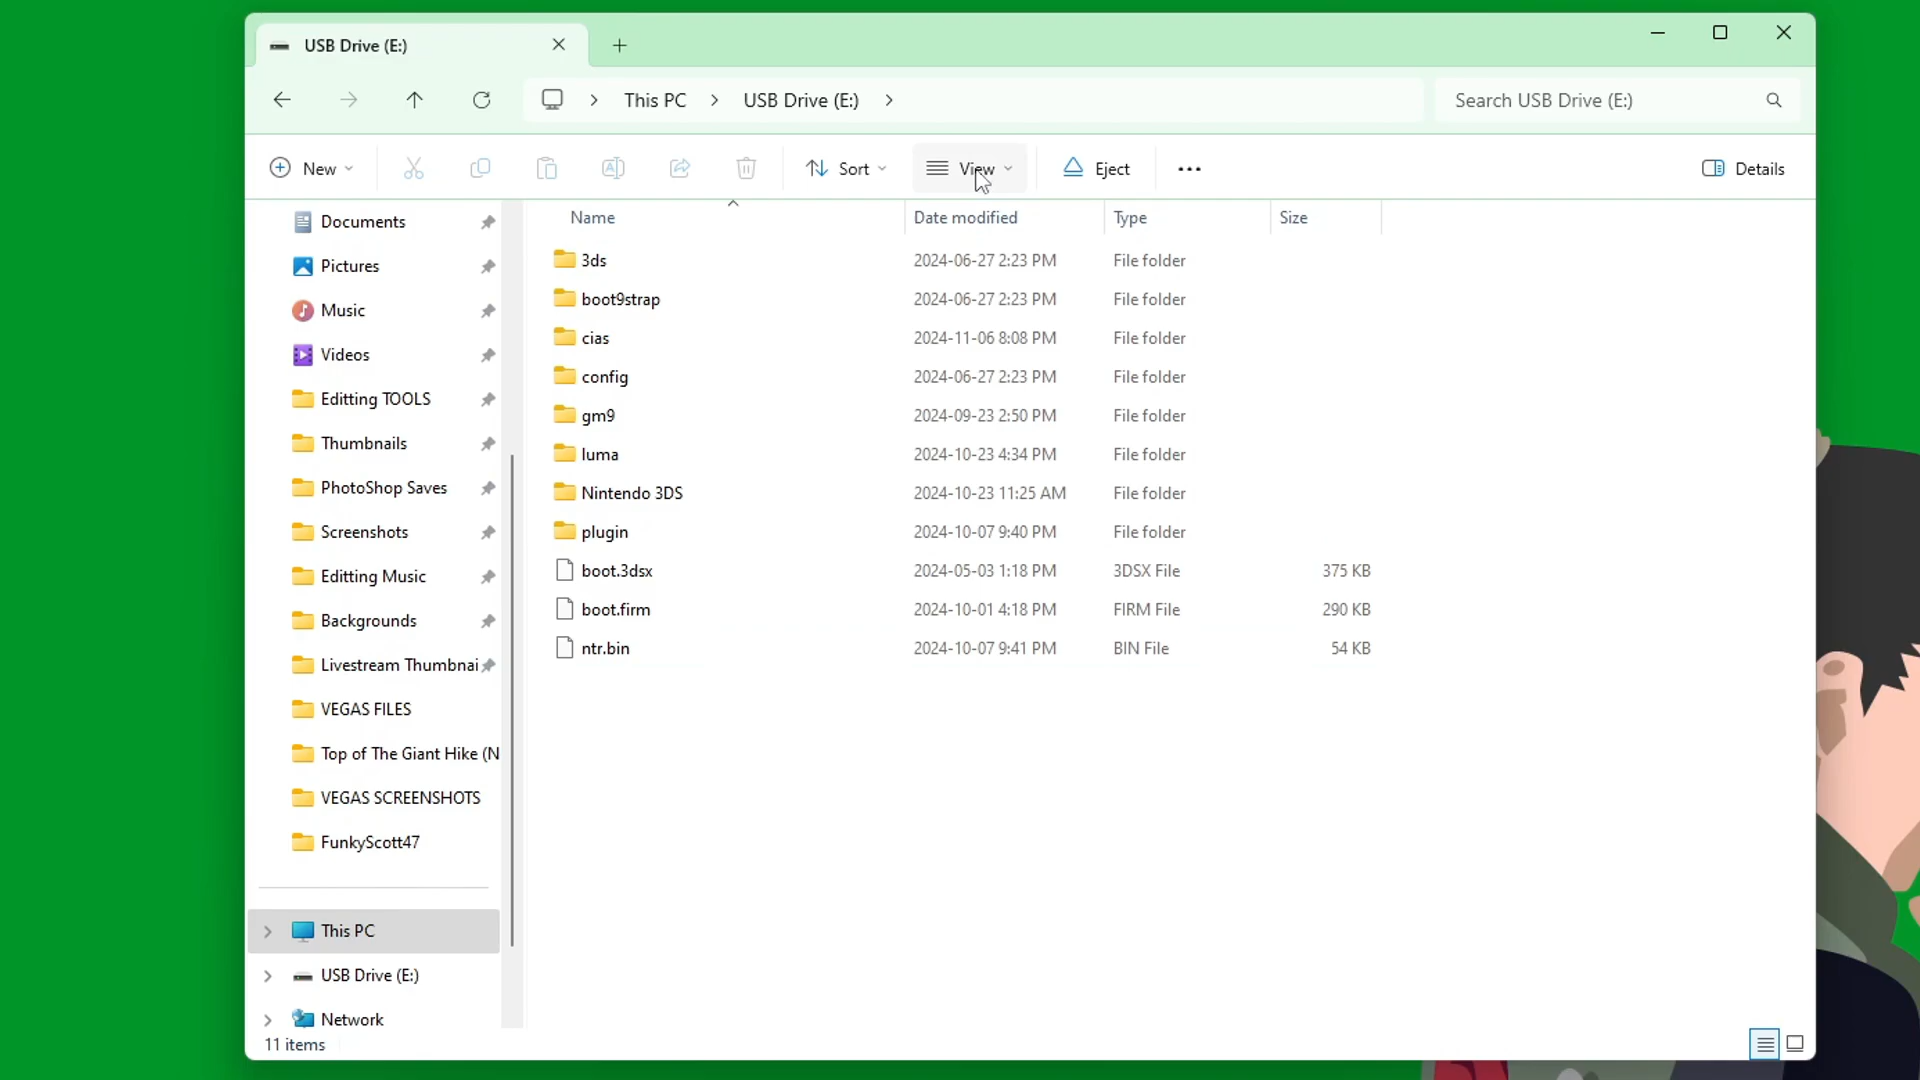 USB Drive (E:)
This PC > USB Drive (E:) >
Search USB Drive (E:)
New
Sort
View
Eject
Details
Name Date modified Type Size
Documents
Pictures
Music
Videos
Editting TOOLS
Thumbnails
PhotoShop Saves
Screenshots
Editting Music
Backgrounds
Livestream Thumbnai
VEGAS FILES
Top of The Giant Hike (N
VEGAS SCREENSHOTS
FunkyScott47
This PC
USB Drive (E:)
Network
3ds 2024-06-27 2:23 PM File folder
boot9strap 2024-06-27 2:23 PM File folder
cias 2024-11-06 8:08 PM File folder
config 2024-06-27 2:23 PM File folder
gm9 2024-09-23 2:50 PM File folder
luma 2024-10-23 4:34 PM File folder
Nintendo 3DS 2024-10-23 11:25 AM File folder
plugin 2024-10-07 9:40 PM File folder
boot.3dsx 2024-05-03 1:18 PM 3DSX File 375 KB
boot.firm 2024-10-01 4:18 PM FIRM File 290 KB
ntr.bin 2024-10-07 9:41 PM BIN File 54 KB
11 items